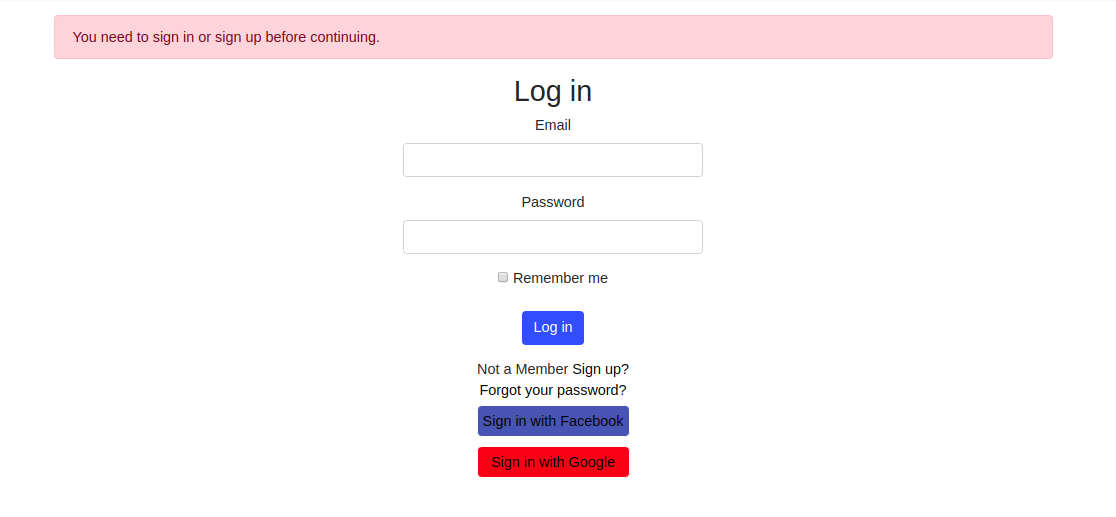 You need to sign in or sign up before continuing.
Log in
Email
Password
Remember me
Log in
Not a Member Sign up?
Forgot your password?
Sign in with Facebook
Sign in with Google